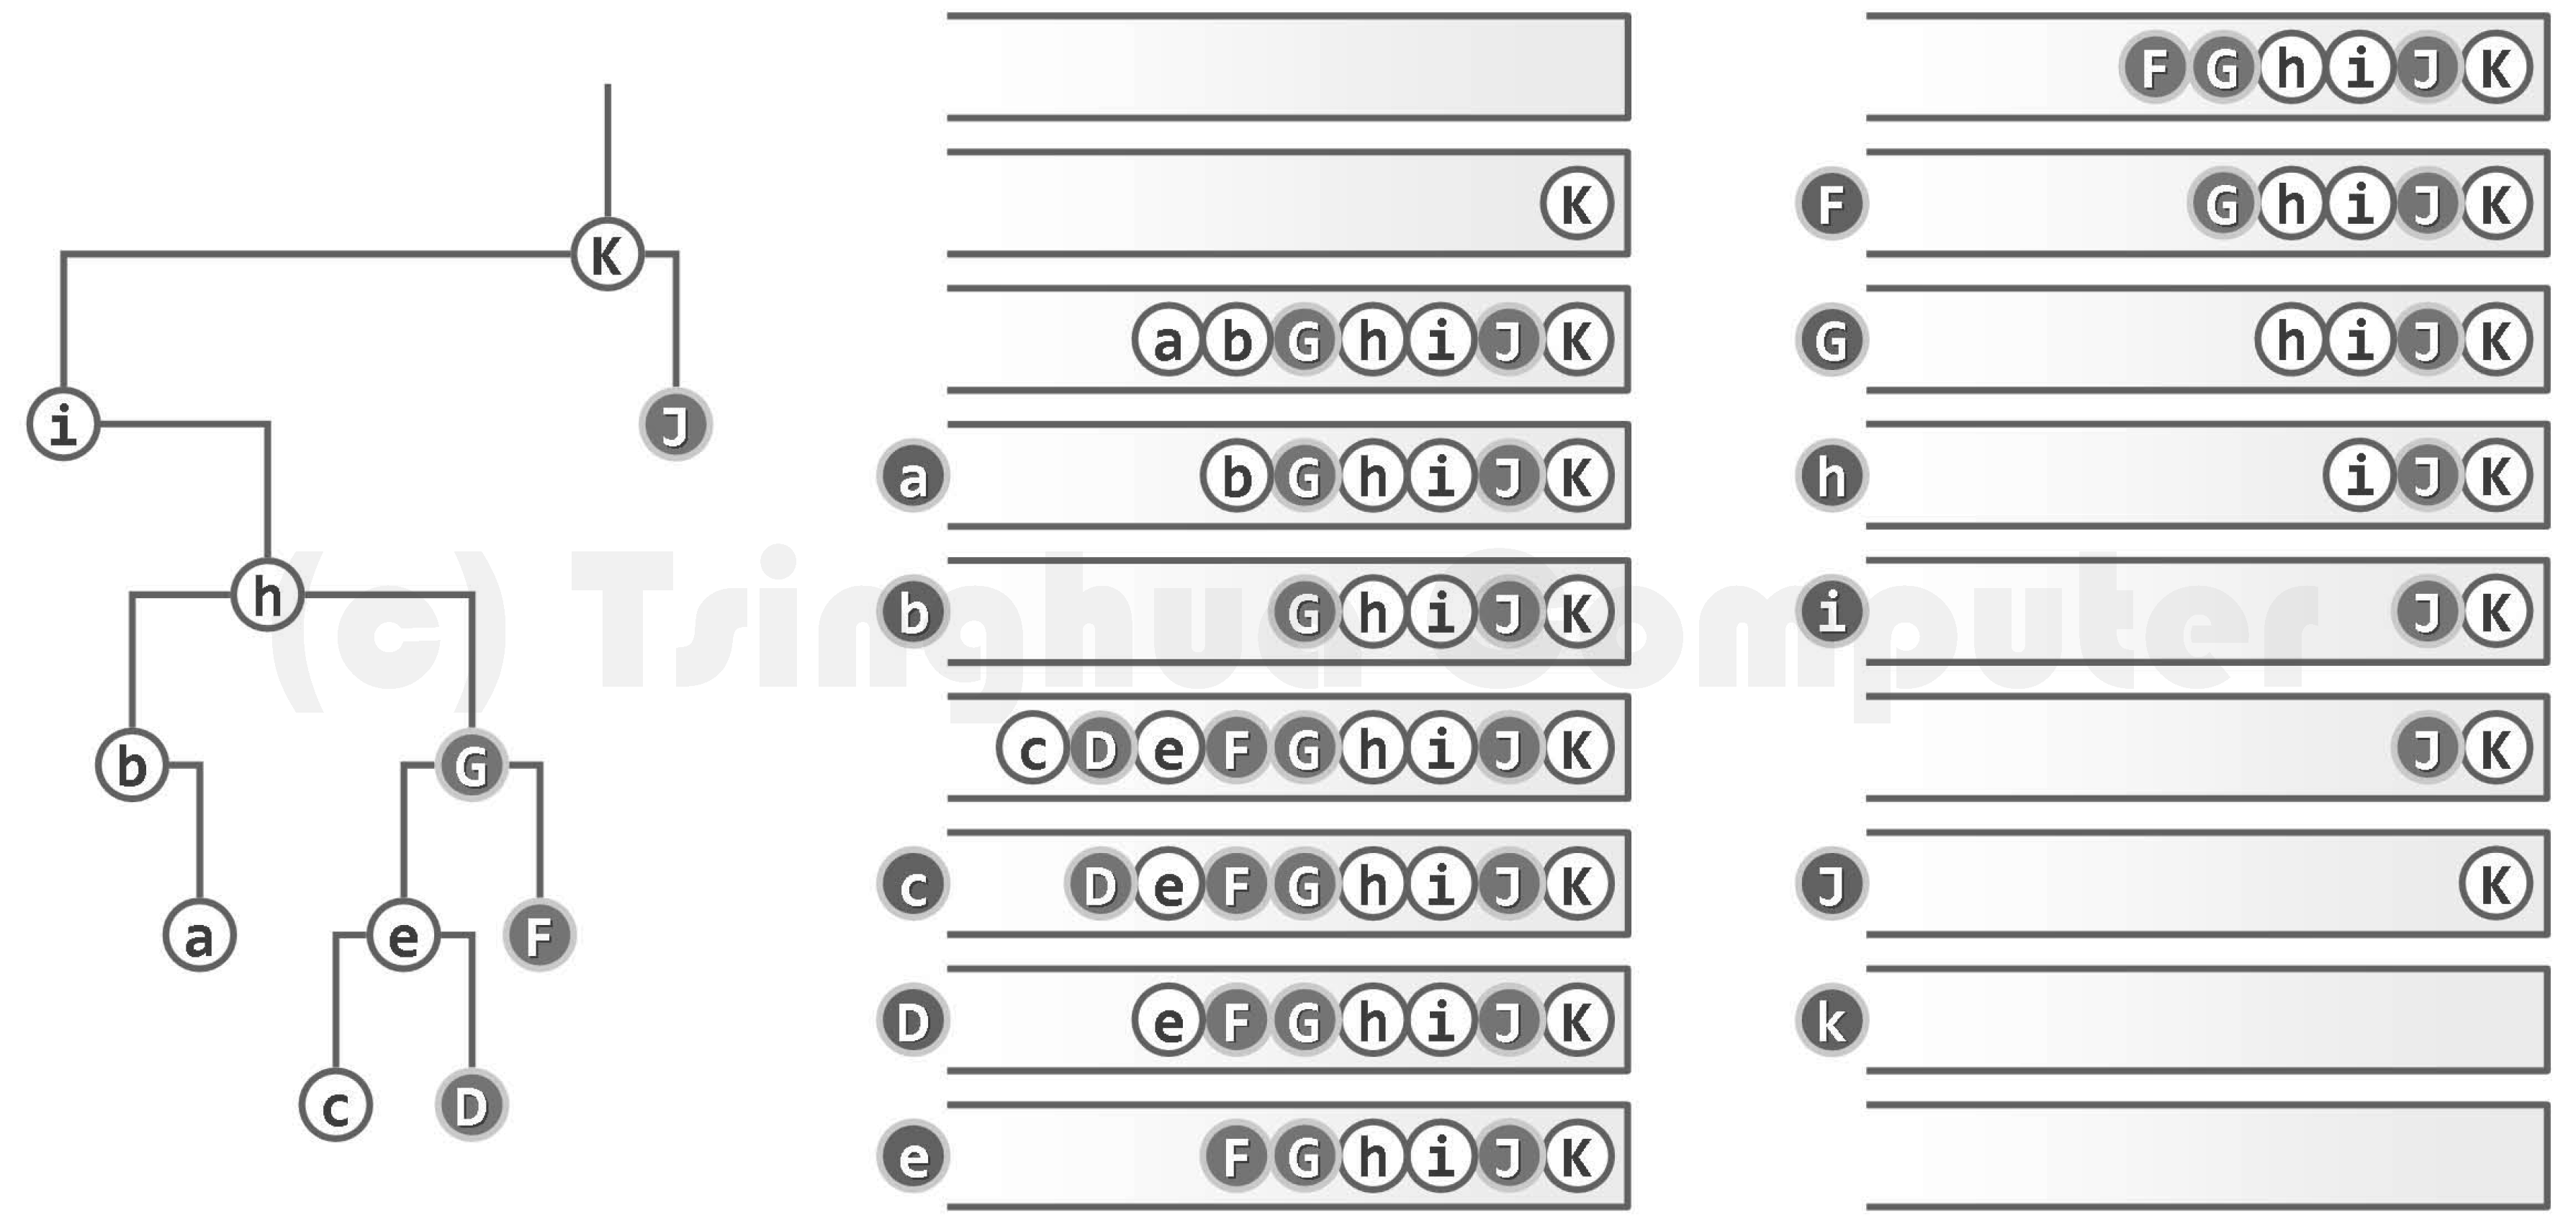 K
i
J
h
b
G
a
e
F
c
D
K
a b G h i J K
a b G h i J K
b G h i J K
c D e F G h i J K
c D e F G h i J K
D e F G h i J K
e F G h i J K
F G h i J K
F G h i J K
G h i J K
h i J K
i J K
J K
J K
k
(c) Tsinghua Computer